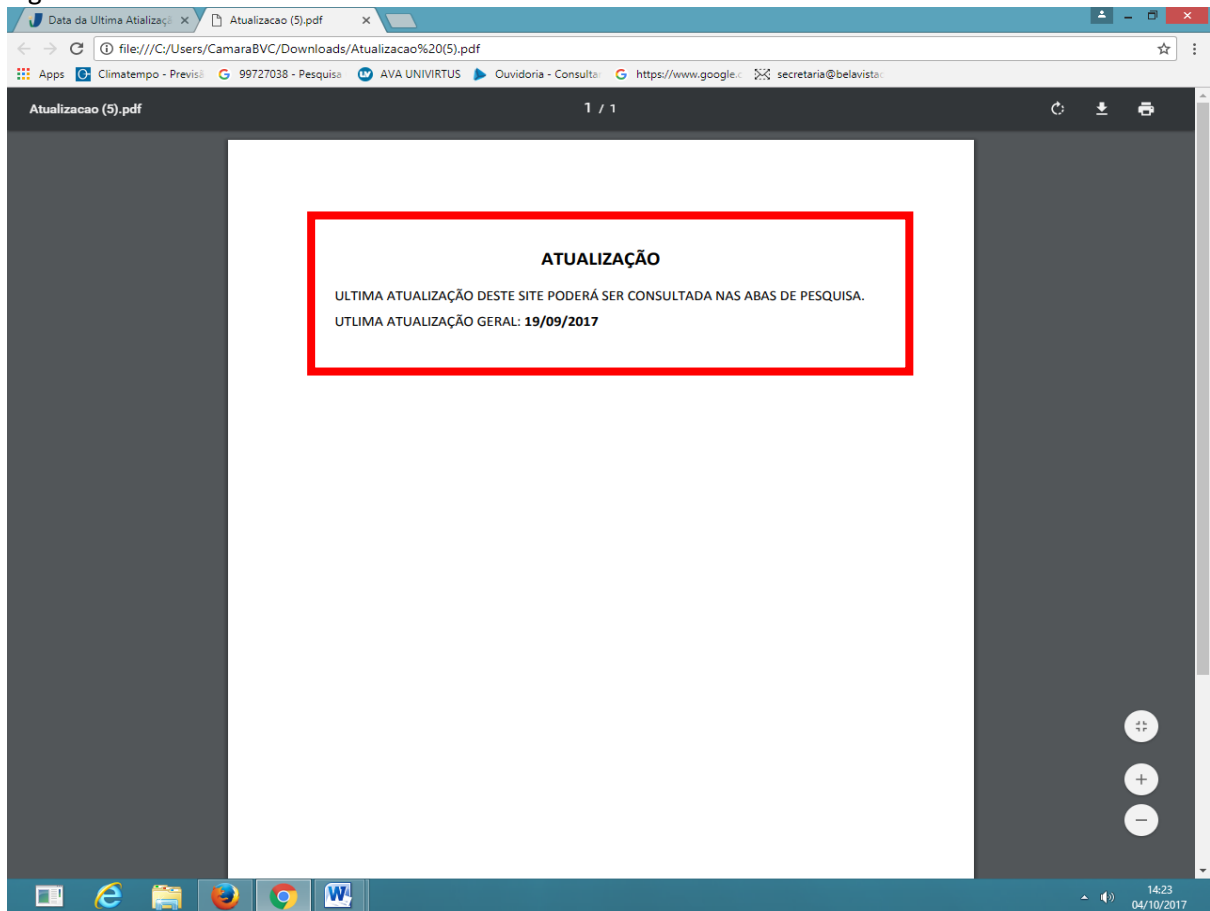 Data da Ultima Atializaçã
Atualizacao (5).pdf
file:///C:/Users/CamaraBVC/Downloads/Atualizacao%20(5).pdf
Apps Climatempo - Previsã 99727038 - Pesquisa AVA UNIVIRTUS Ouvidoria - Consulta https://www.google.c secretaria@belavista
Atualizacao (5).pdf 1 / 1
ATUALIZAÇÃO
ULTIMA ATUALIZAÇÃO DESTE SITE PODERÁ SER CONSULTADA NAS ABAS DE PESQUISA.
UTLIMA ATUALIZAÇÃO GERAL: 19/09/2017
14:23
04/10/2017